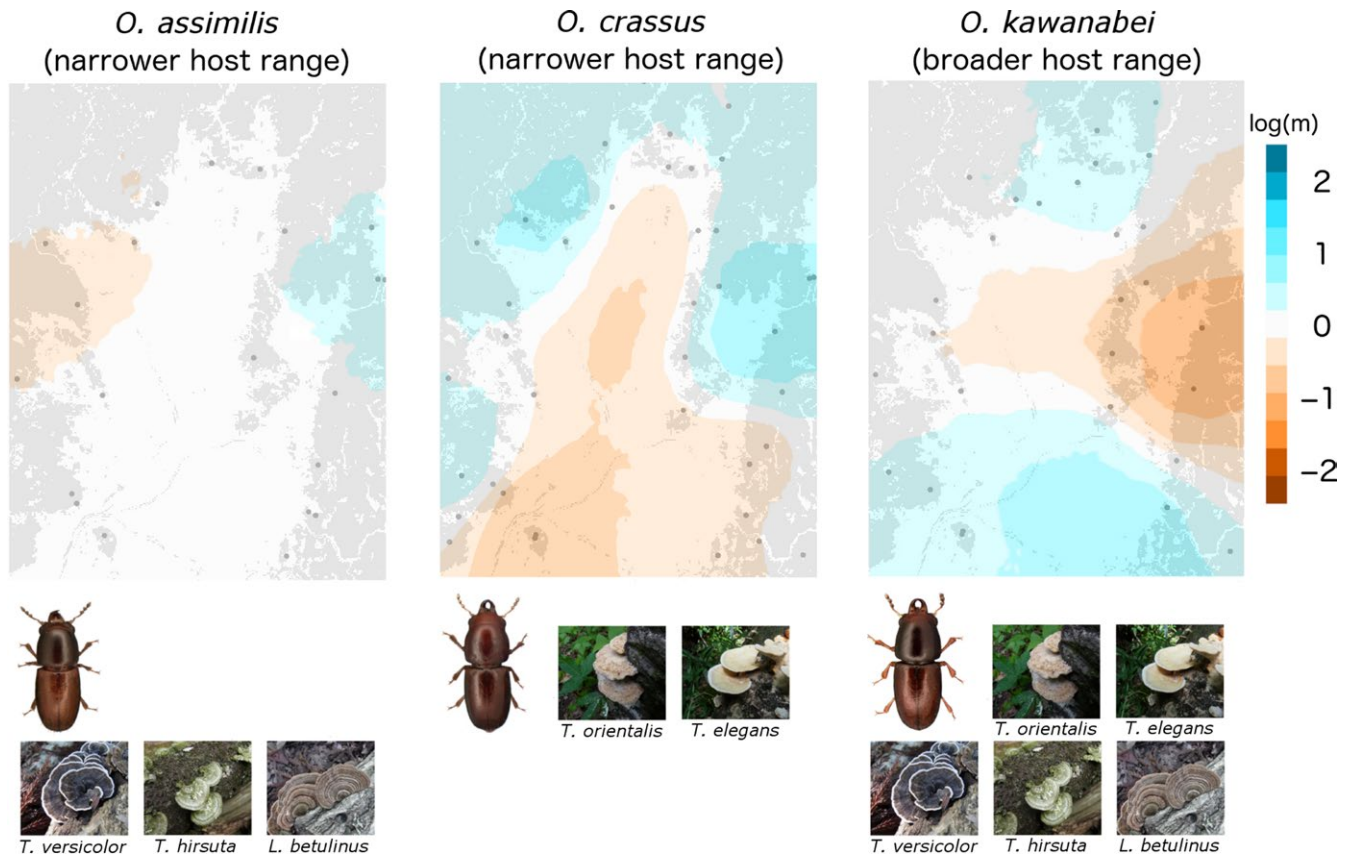 O. assimilis
(narrower host range)
O. crassus
(narrower host range)
O. kawanabei
(broader host range)
log(m)
2
1
0
−1
−2
T. orientalis
T. elegans
T. orientalis
T. elegans
T. versicolor
T. hirsuta
L. betulinus
T. versicolor
T. hirsuta
L. betulinus